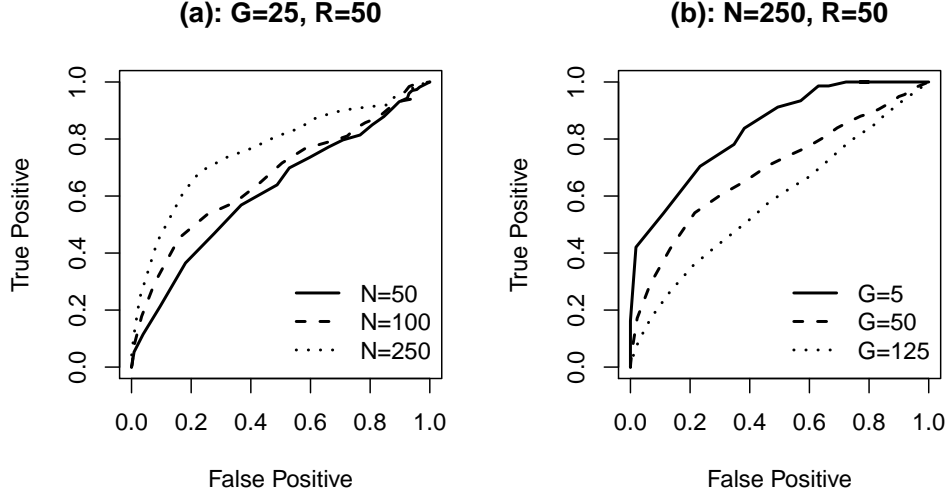 (a): G=25, R=50
True Positive
0.0 0.2 0.4 0.6 0.8 1.0
N=50
N=100
N=250
0.0 0.2 0.4 0.6 0.8 1.0
False Positive
(b): N=250, R=50
True Positive
0.0 0.2 0.4 0.6 0.8 1.0
G=5
G=50
G=125
0.0 0.2 0.4 0.6 0.8 1.0
False Positive